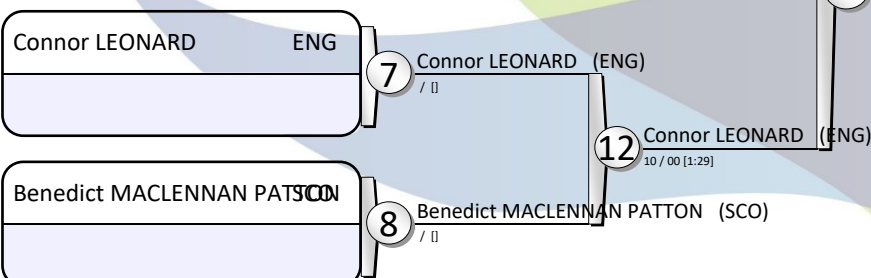 Connor LEONARD ENG
7
Connor LEONARD (ENG)
/ []
12
Connor LEONARD (ENG)
10 / 00 [1:29]
Benedict MACLENNAN PATTON SCO
8
Benedict MACLENNAN PATTON (SCO)
/ []